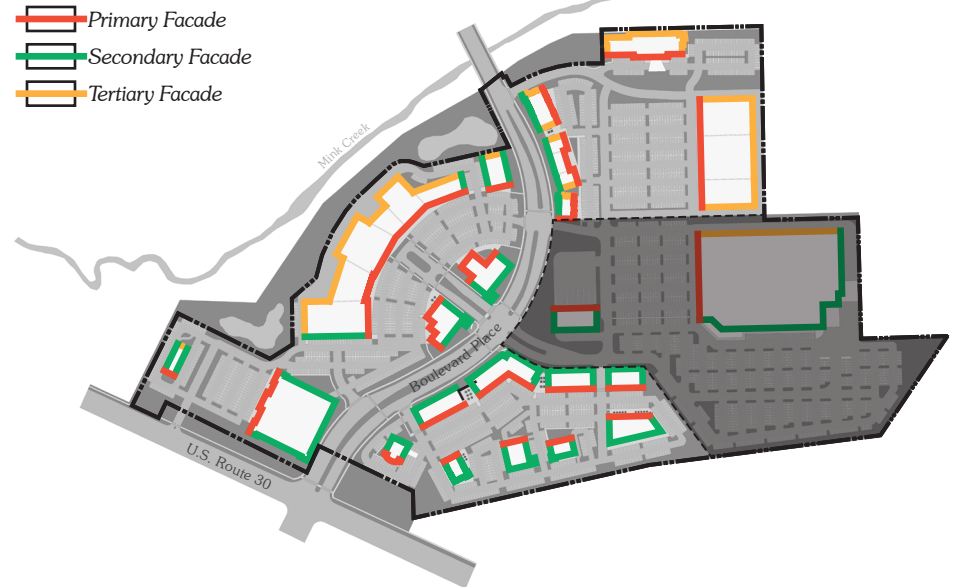 Primary Facade
Secondary Facade
Tertiary Facade
Mink Creek
Boulevard Place
U.S. Route 30